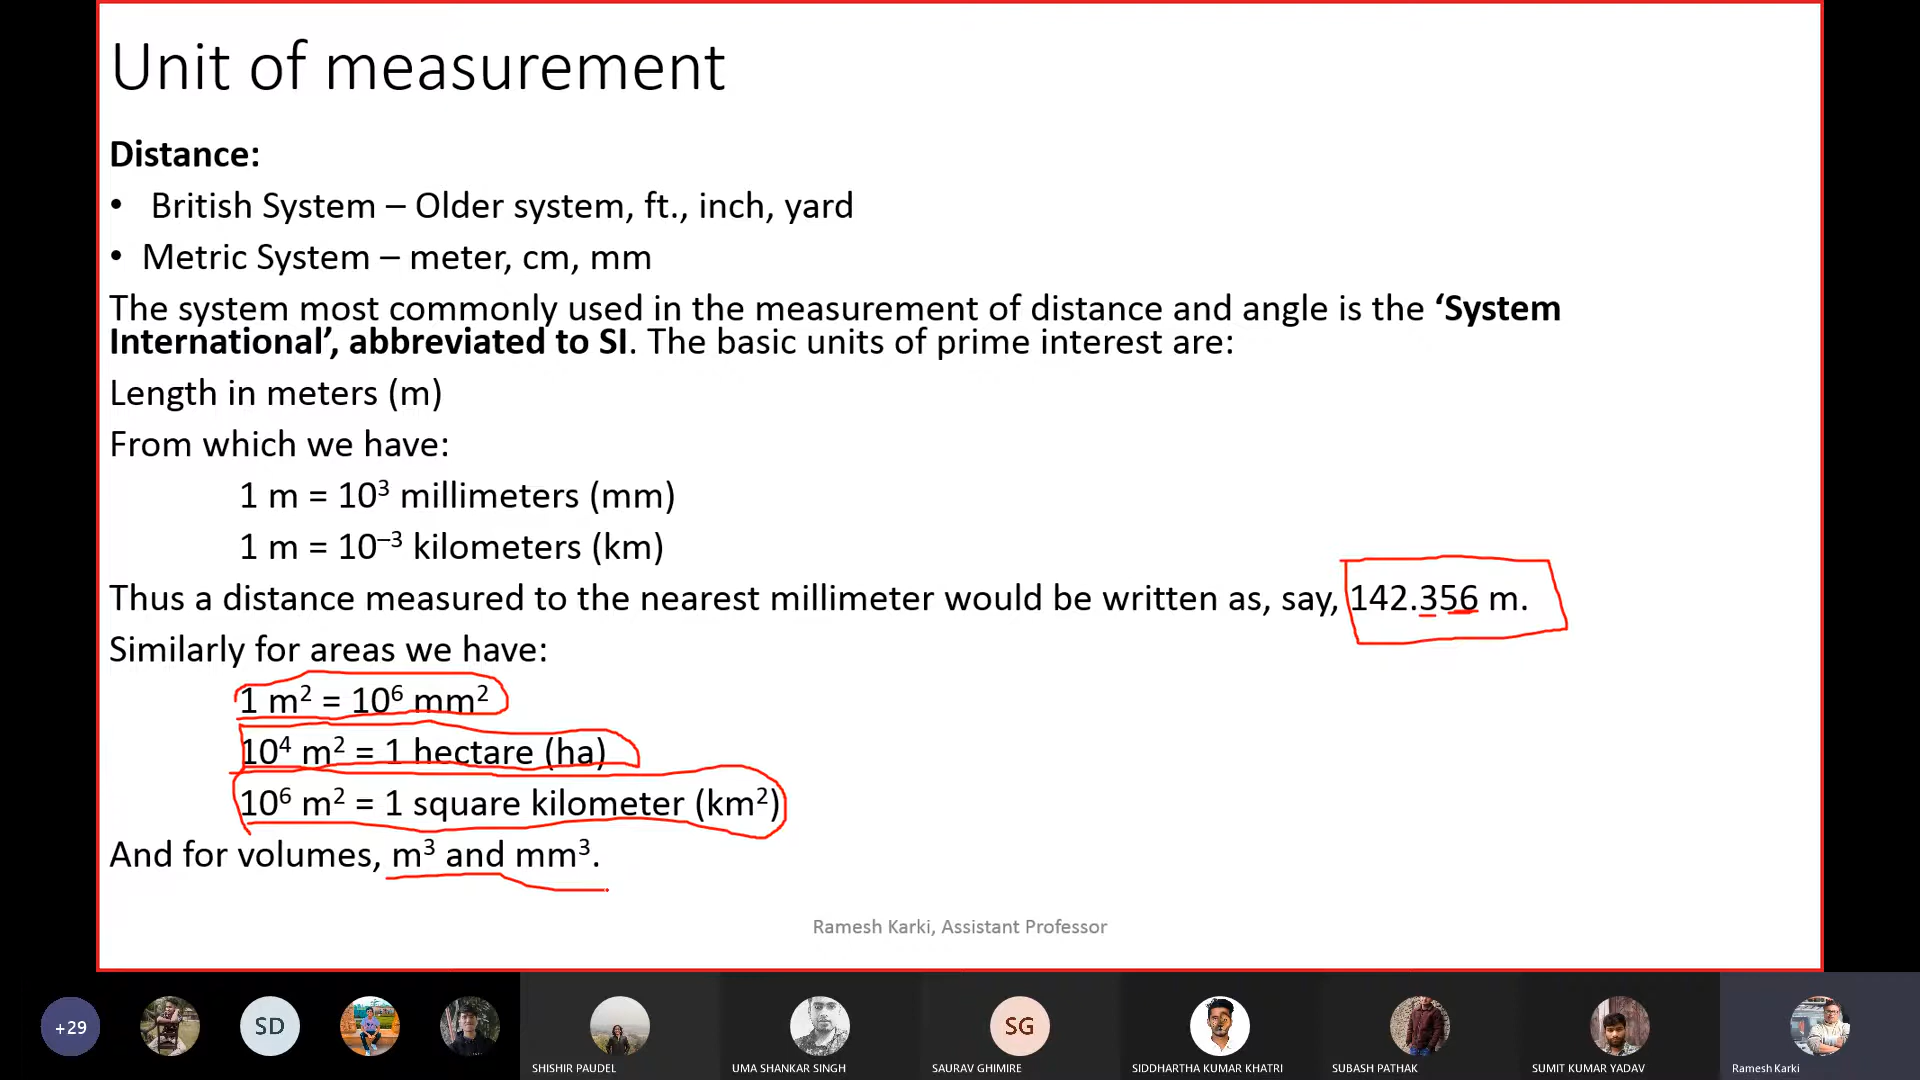 Unit of measurement
Distance:
• British System – Older system, ft., inch, yard
• Metric System – meter, cm, mm
The system most commonly used in the measurement of distance and angle is the ‘System
International’, abbreviated to SI. The basic units of prime interest are:
Length in meters (m)
From which we have:
1 m = 10³ millimeters (mm)
1 m = 10⁻³ kilometers (km)
Thus a distance measured to the nearest millimeter would be written as, say, 142.356 m.
Similarly for areas we have:
1 m² = 10⁶ mm²
10⁴ m² = 1 hectare (ha)
10⁶ m² = 1 square kilometer (km²)
And for volumes, m³ and mm³.
Ramesh Karki, Assistant Professor
+29 SD SG
SHISHIR PAUDEL UMA SHANKAR SINGH SAURAV GHIMIRE SIDDHARTHA KUMAR KHATRI SUBASH PATHAK SUMIT KUMAR YADAV Ramesh Karki